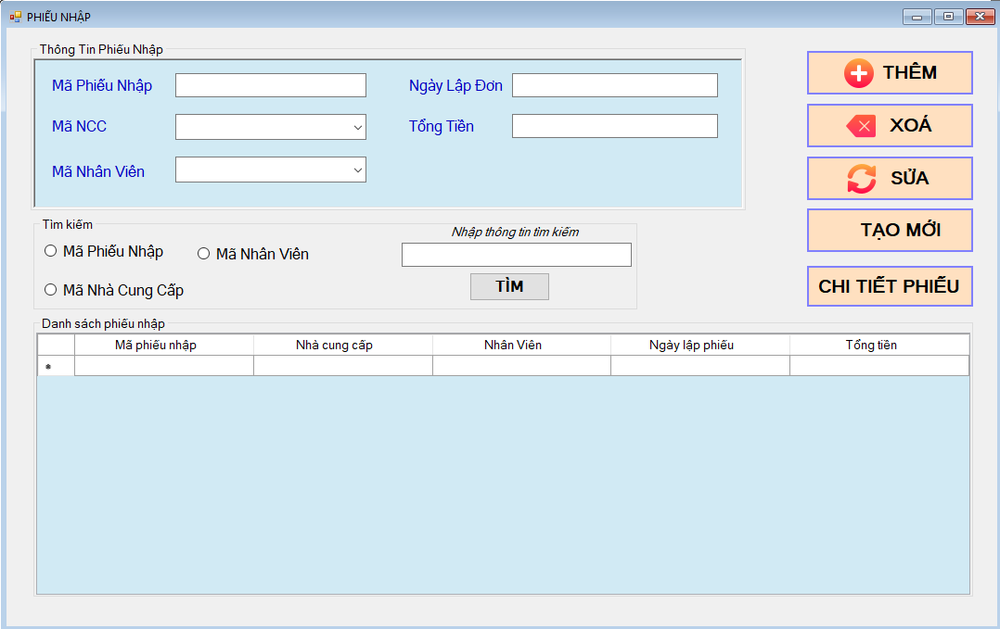 PHIẾU NHẬP
Thông Tin Phiếu Nhập
Mã Phiếu Nhập
Ngày Lập Đơn
Mã NCC
Tổng Tiền
Mã Nhân Viên
THÊM
XOÁ
SỬA
TẠO MỚI
CHI TIẾT PHIẾU
Tìm kiếm
Mã Phiếu Nhập
Mã Nhân Viên
Mã Nhà Cung Cấp
Nhập thông tin tìm kiếm
TÌM
Danh sách phiếu nhập
Mã phiếu nhập Nhà cung cấp Nhân Viên Ngày lập phiếu Tổng tiền